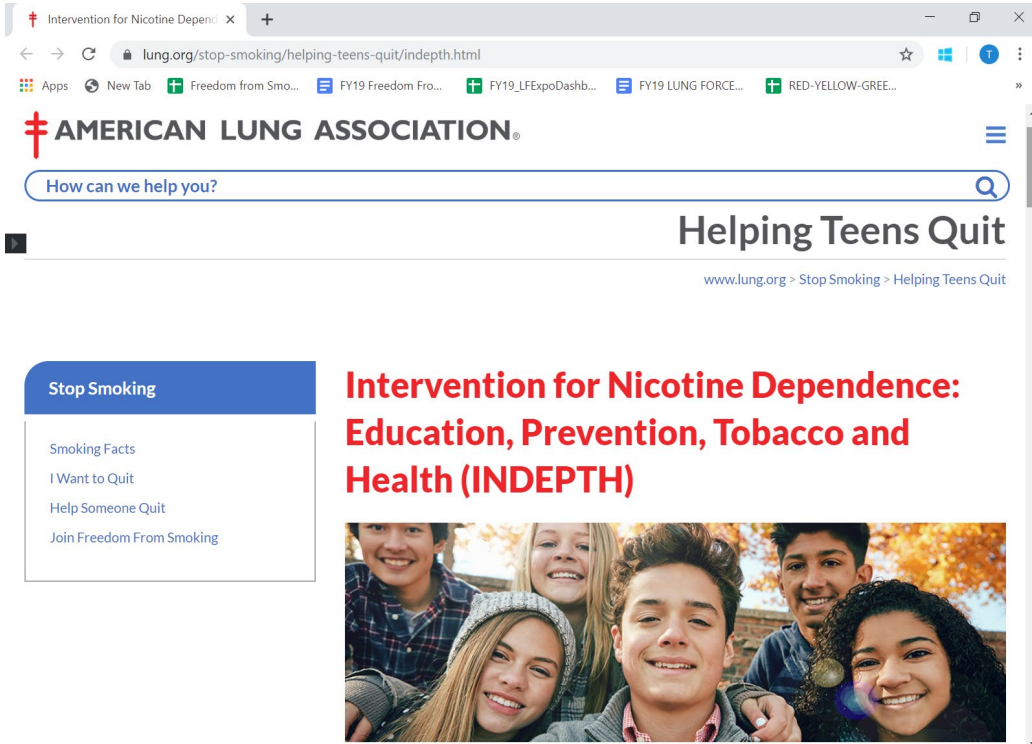 Intervention for Nicotine Depend
lung.org/stop-smoking/helping-teens-quit/indepth.html
T
Apps New Tab Freedom from Smo... FY19 Freedom Fro... FY19_LFExpoDashb... FY19 LUNG FORCE... RED-YELLOW-GREE... »
AMERICAN LUNG ASSOCIATION®
How can we help you?
Helping Teens Quit
www.lung.org > Stop Smoking > Helping Teens Quit
Stop Smoking
Smoking Facts
I Want to Quit
Help Someone Quit
Join Freedom From Smoking
Intervention for Nicotine Dependence:
Education, Prevention, Tobacco and
Health (INDEPTH)